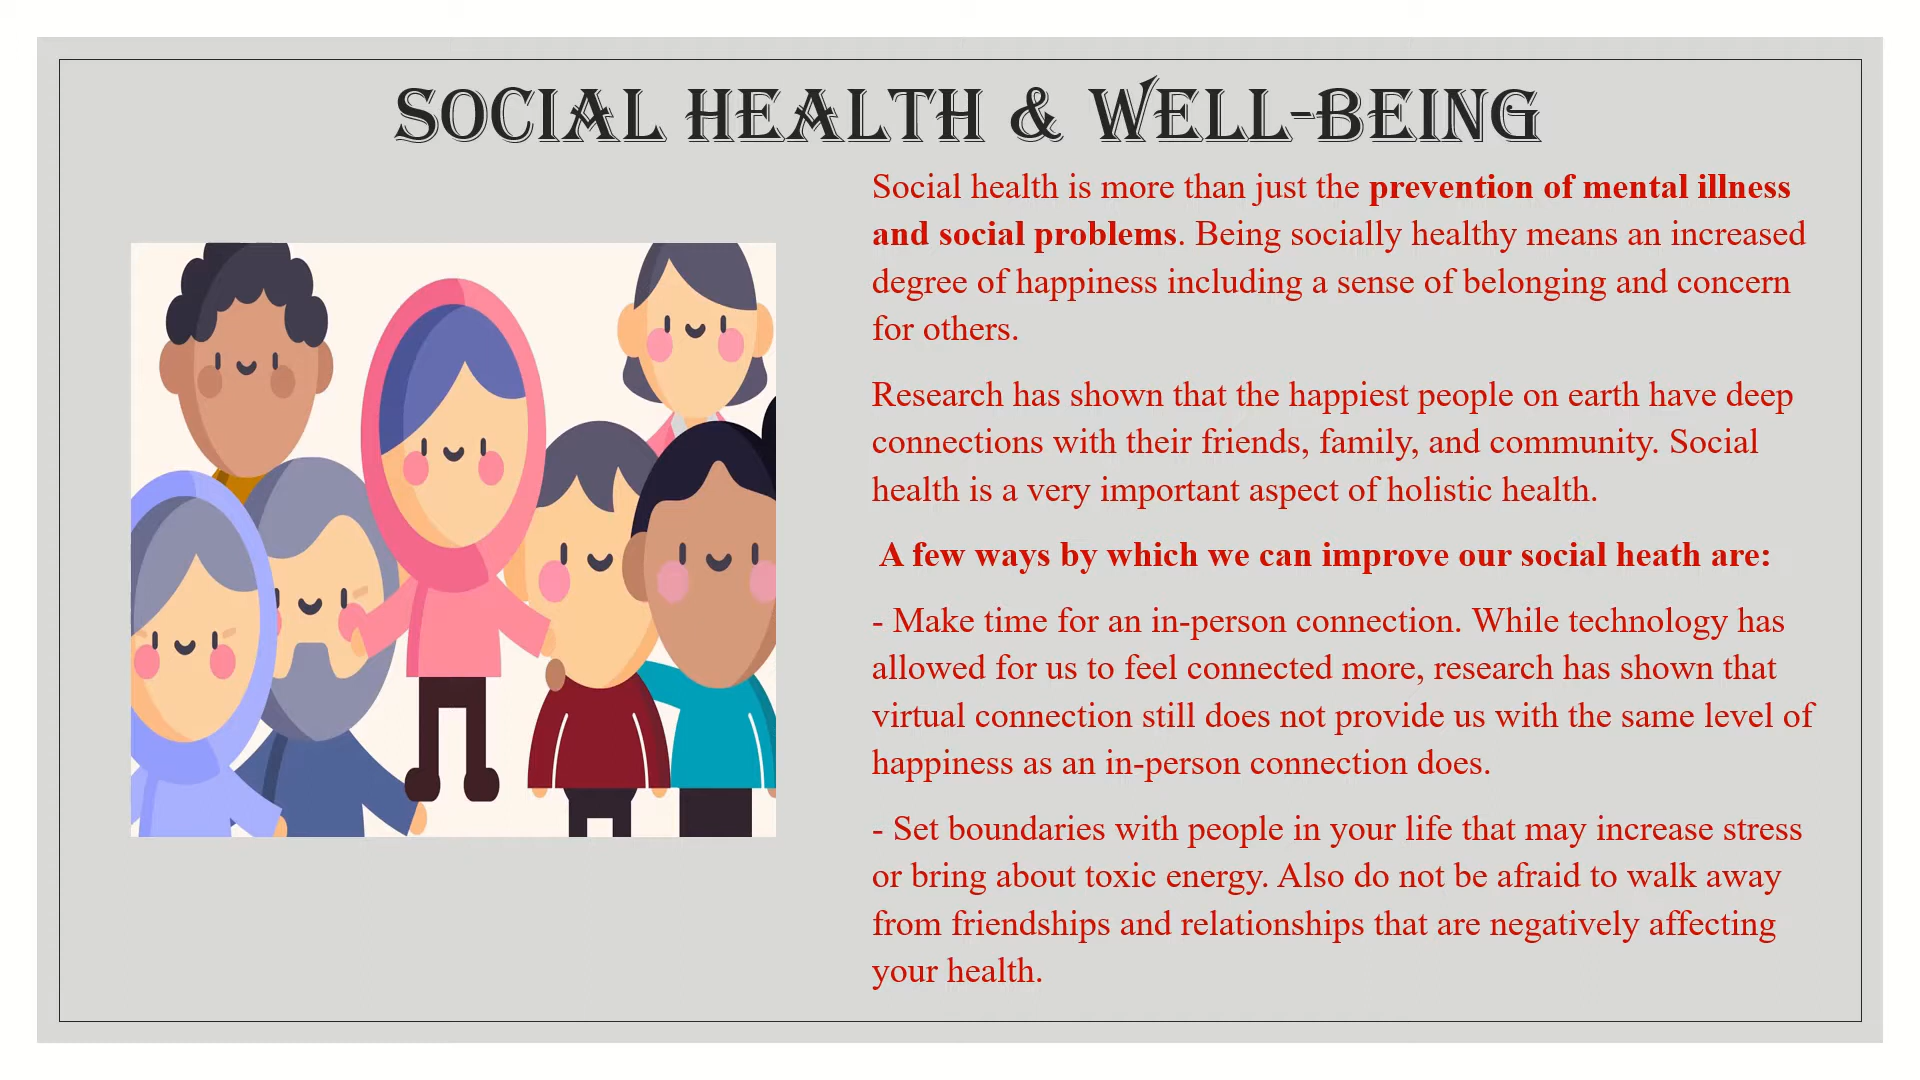 SOCIAL HEALTH & WELL-BEING
Social health is more than just the prevention of mental illness
and social problems. Being socially healthy means an increased
degree of happiness including a sense of belonging and concern
for others.
Research has shown that the happiest people on earth have deep
connections with their friends, family, and community. Social
health is a very important aspect of holistic health.
A few ways by which we can improve our social heath are:
- Make time for an in-person connection. While technology has
allowed for us to feel connected more, research has shown that
virtual connection still does not provide us with the same level of
happiness as an in-person connection does.
- Set boundaries with people in your life that may increase stress
or bring about toxic energy. Also do not be afraid to walk away
from friendships and relationships that are negatively affecting
your health.